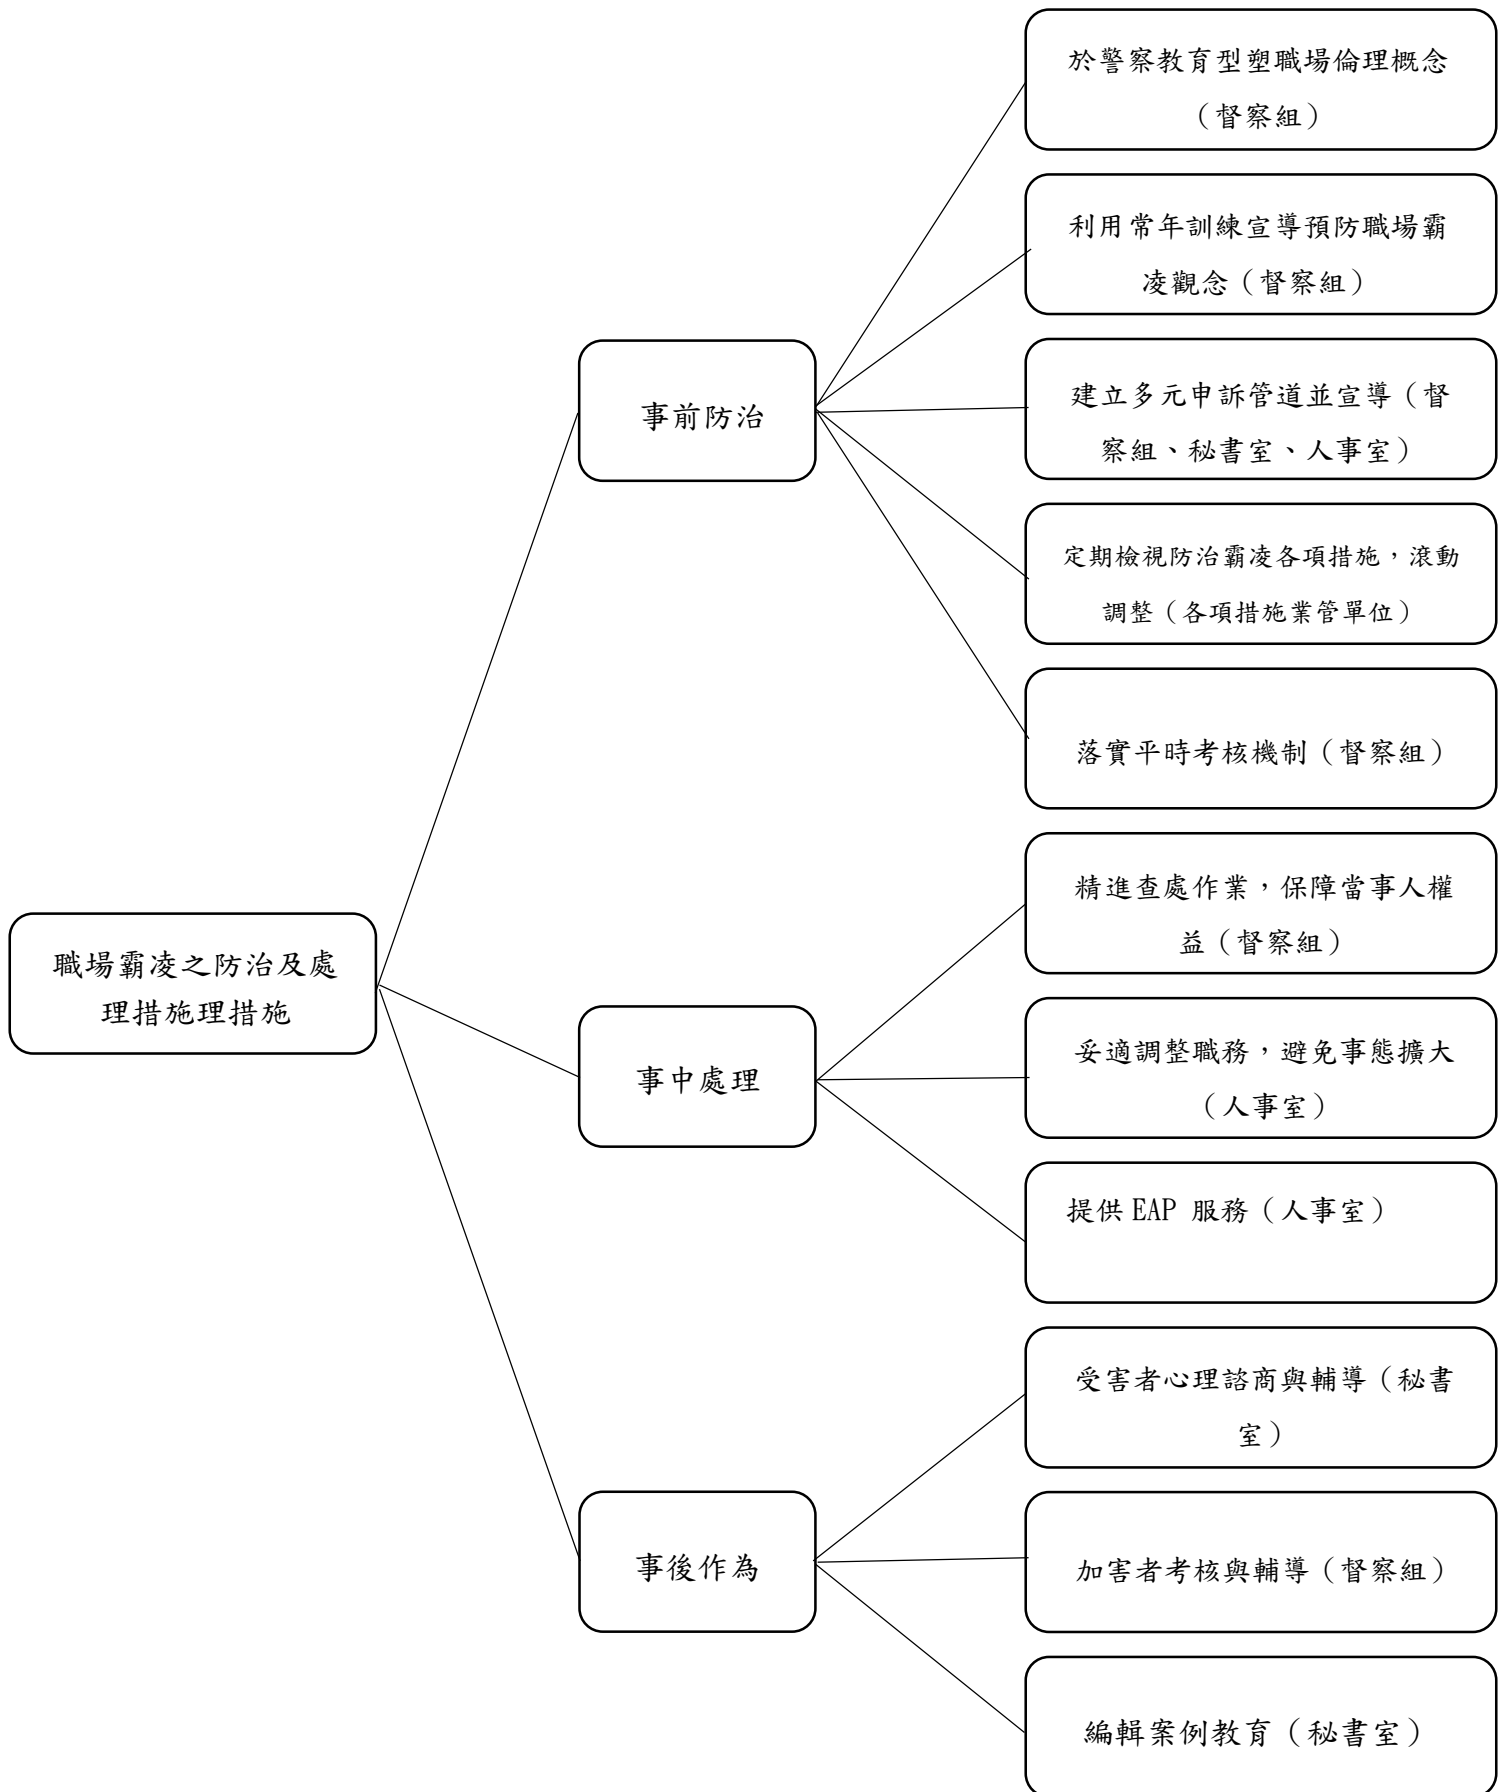 於警察教育型塑職場倫理概念
（督察組）
利用常年訓練宣導預防職場霸
凌觀念（督察組）
建立多元申訴管道並宣導（督
察組、秘書室、人事室）
定期檢視防治霸凌各項措施，滾動
調整（各項措施業管單位）
落實平時考核機制（督察組）
事前防治
精進查處作業，保障當事人權
益（督察組）
妥適調整職務，避免事態擴大
（人事室）
提供 EAP 服務（人事室）
職場霸凌之防治及處
理措施理措施
事中處理
受害者心理諮商與輔導（秘書
室）
加害者考核與輔導（督察組）
編輯案例教育（秘書室）
事後作為